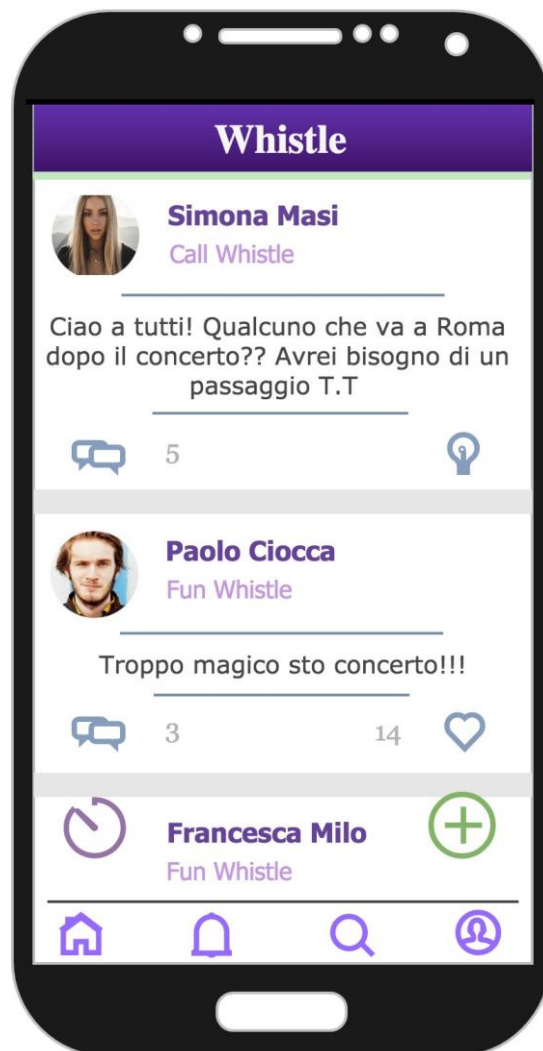 Whistle
Simona Masi
Call Whistle
Ciao a tutti! Qualcuno che va a Roma
dopo il concerto?? Avrei bisogno di un
passaggio T.T
5
Paolo Ciocca
Fun Whistle
Troppo magico sto concerto!!!
3
14
Francesca Milo
Fun Whistle